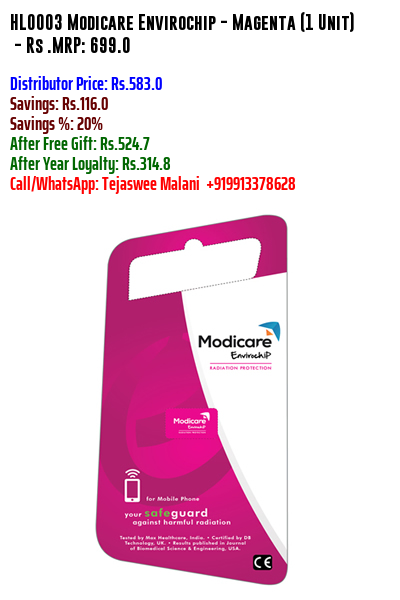 HL0003 Modicare Envirochip - Magenta (1 Unit)
- Rs .MRP: 699.0
Distributor Price: Rs.583.0
Savings: Rs.116.0
Savings %: 20%
After Free Gift: Rs.524.7
After Year Loyalty: Rs.314.8
Call/WhatsApp: Tejaswee Malani +919913378628
Modicare
EnvirochiP
RADIATION PROTECTION
Modicare
EnvirochiP
RADIATION PROTECTION
for Mobile Phone
your safeguard
against harmful radiation
Tested by Max Healthcare, India. • Certified by DB
Technology, UK. • Results published in Journal
of Biomedical Science & Engineering, USA.
CE